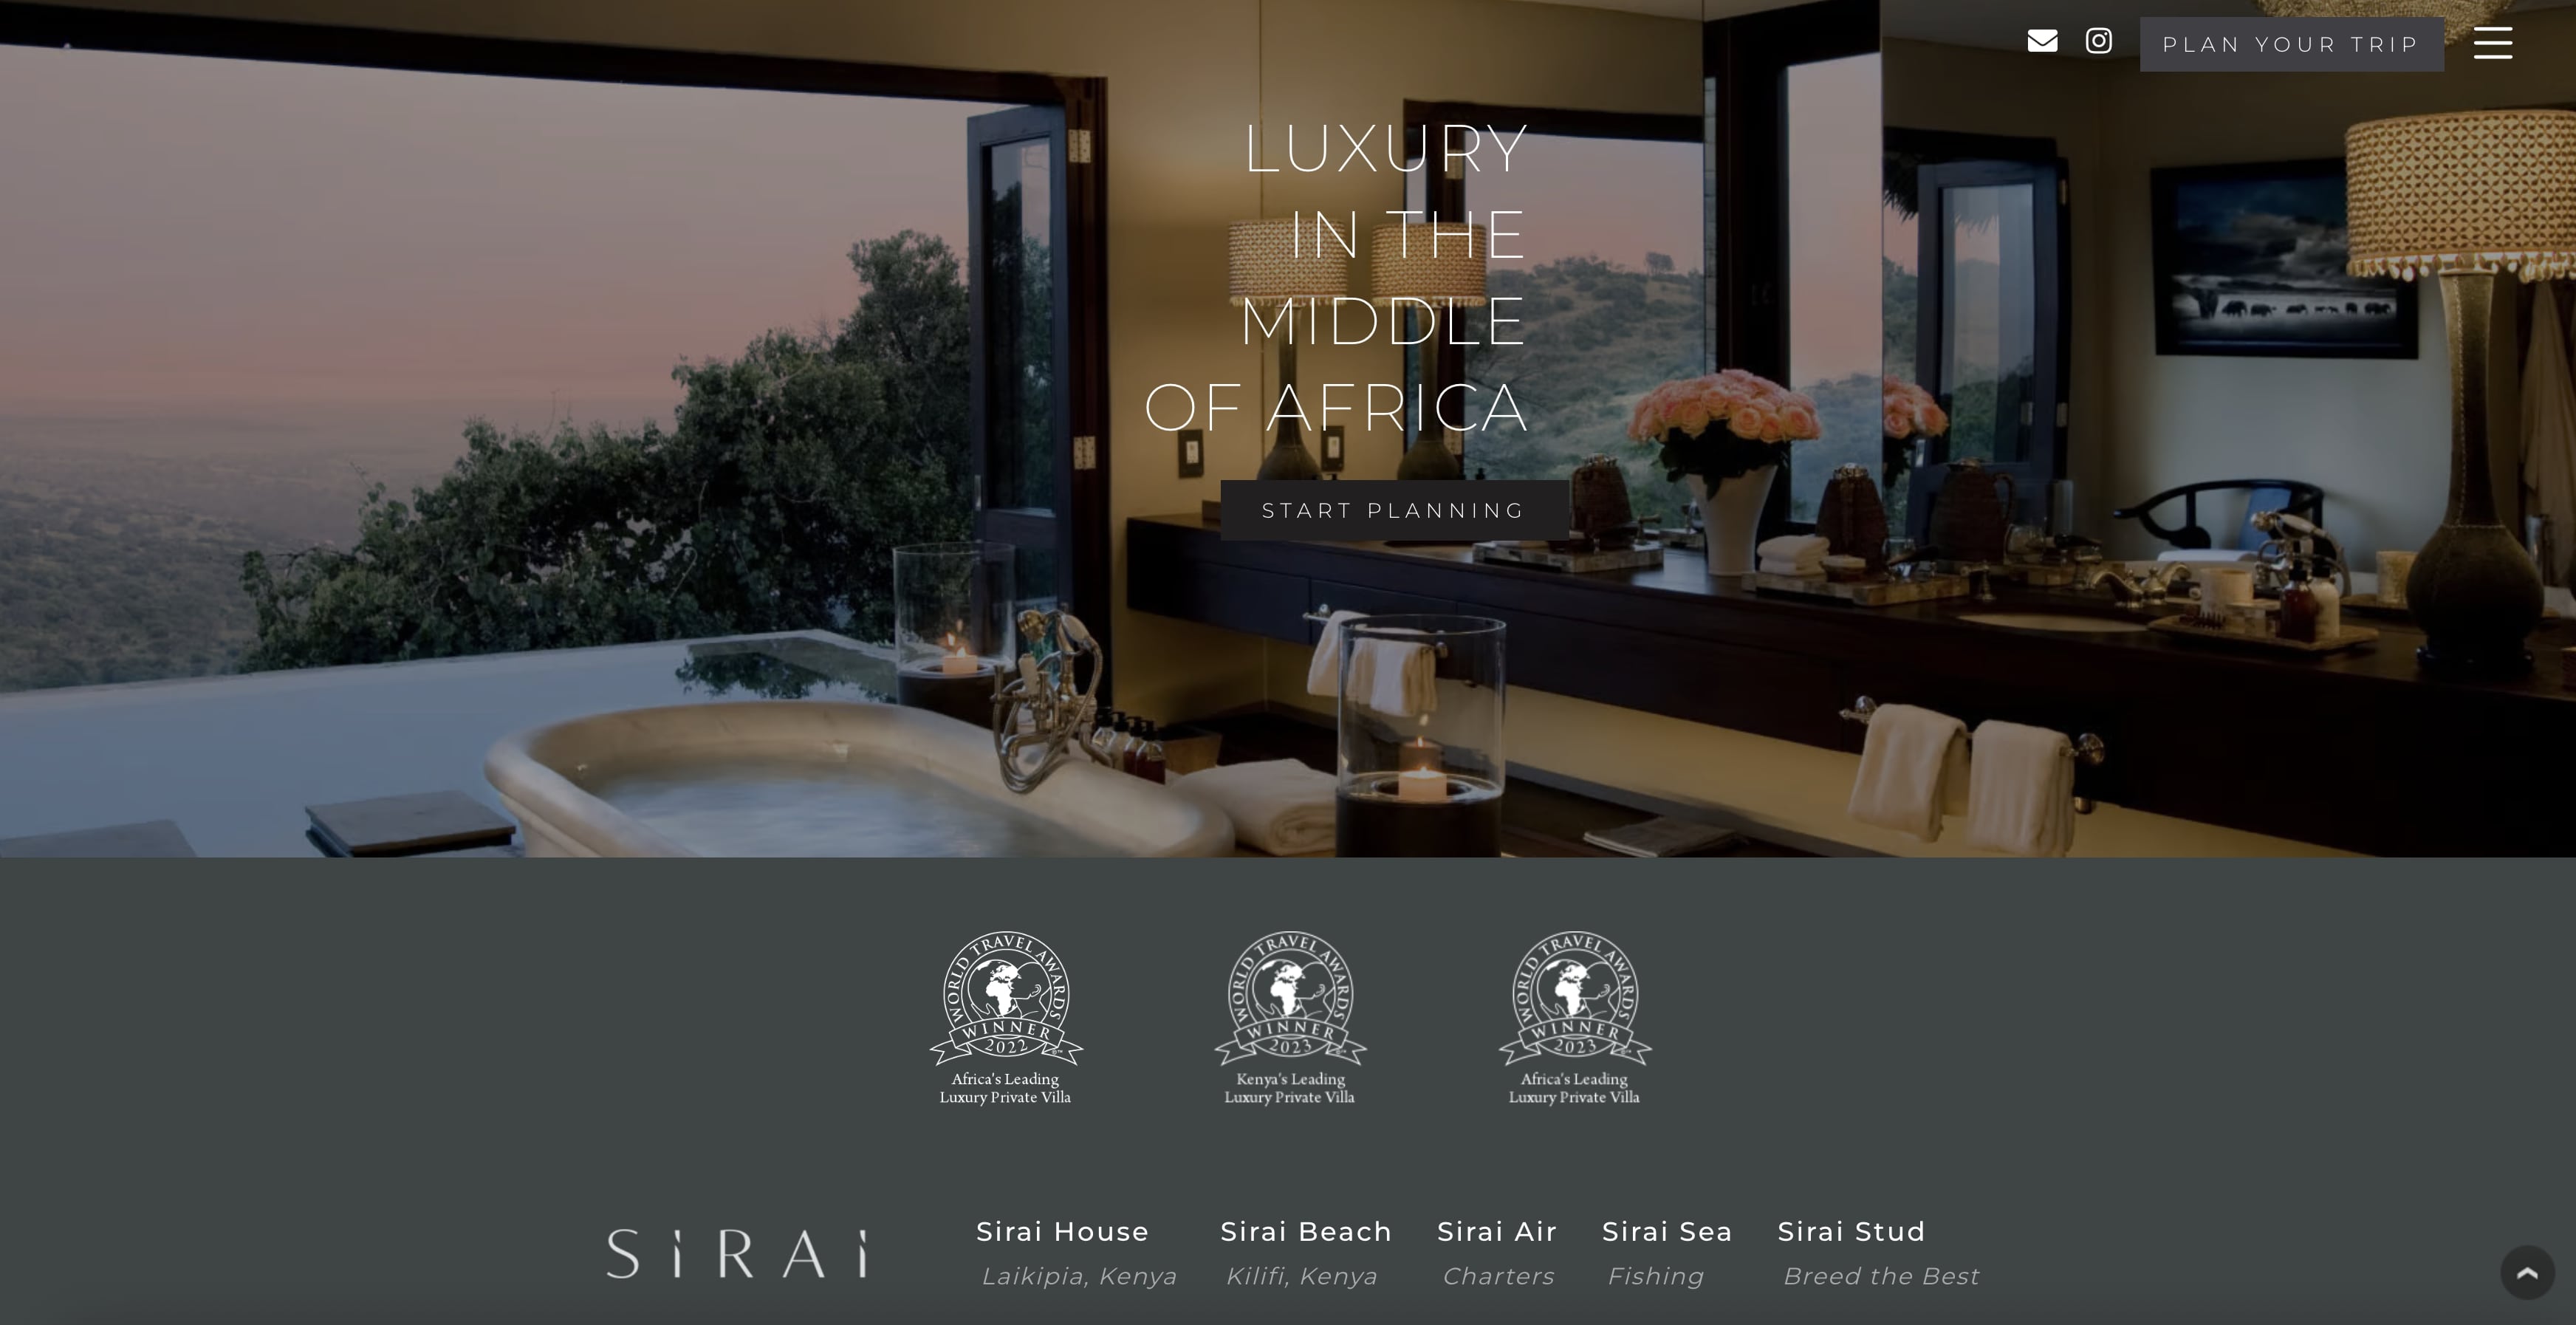 PLAN YOUR TRIP
LUXURY
IN THE
MIDDLE
OF AFRICA
START PLANNING
WORLD TRAVEL AWARDS
WINNER
2022
Africa's Leading
Luxury Private Villa
WORLD TRAVEL AWARDS
WINNER
2023
Kenya's Leading
Luxury Private Villa
WORLD TRAVEL AWARDS
WINNER
2023
Africa's Leading
Luxury Private Villa
SiRAi
Sirai House
Laikipia, Kenya
Sirai Beach
Kilifi, Kenya
Sirai Air
Charters
Sirai Sea
Fishing
Sirai Stud
Breed the Best